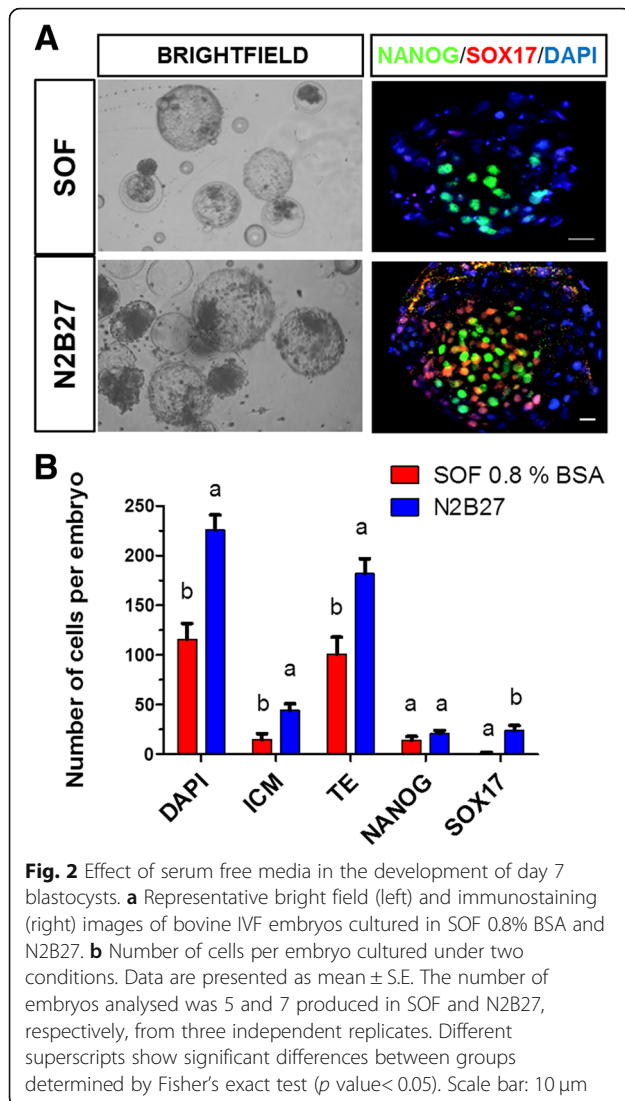 A
BRIGHTFIELD
NANOG/SOX17/DAPI
SOF
N2B27
B
SOF 0.8 % BSA
N2B27
Number of cells per embryo
250
200
150
100
50
0
b
a
b
a
b
a
a
a
a
b
DAPI
ICM
TE
NANOG
SOX17
Fig. 2 Effect of serum free media in the development of day 7
blastocysts. a Representative bright field (left) and immunostaining
(right) images of bovine IVF embryos cultured in SOF 0.8% BSA and
N2B27. b Number of cells per embryo cultured under two
conditions. Data are presented as mean ± S.E. The number of
embryos analysed was 5 and 7 produced in SOF and N2B27,
respectively, from three independent replicates. Different
superscripts show significant differences between groups
determined by Fisher's exact test (p value< 0.05). Scale bar: 10 μm